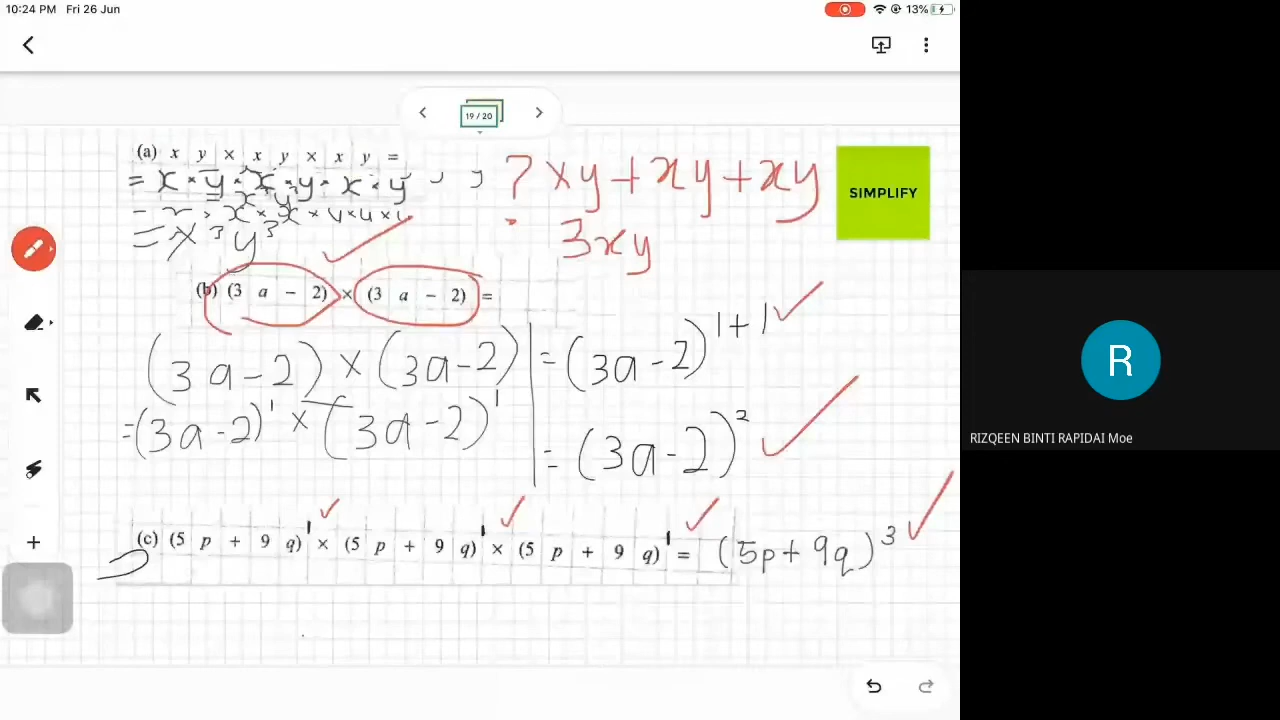 10:24 PM Fri 26 Jun
13%
19 / 20
(a) x y × x y × x y =
= x × y × x × y × x × y
? xy + xy + xy
SIMPLIFY
= x³y³
3xy
(b) (3 a − 2) × (3 a − 2) =
(3a-2) × (3a-2)
= (3a-2)¹ × (3a-2)¹
= (3a-2)¹⁺¹
= (3a-2)²
(c) (5 p + 9 q)¹ × (5 p + 9 q)¹ × (5 p + 9 q)¹ = (5p+9q)³
R
RIZQEEN BINTI RAPIDAI Moe